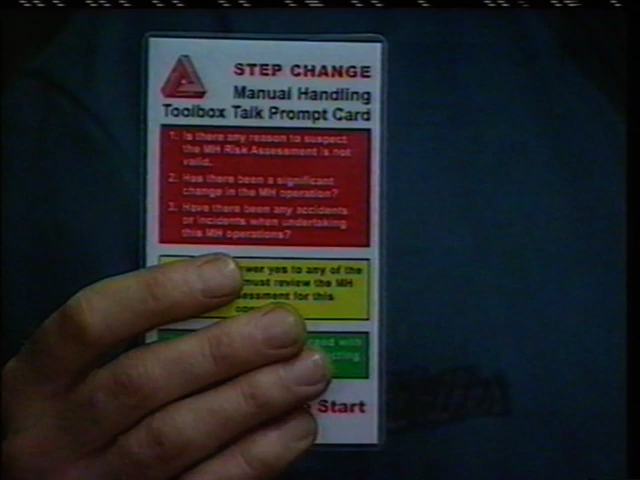 STEP CHANGE
Manual Handling
Toolbox Talk Prompt Card
1. Is there any reason to suspect
the MH Risk Assessment is not
valid.
2. Has there been a significant
change in the MH operation?
3. Have there been any accidents
or incidents when undertaking
this MH operations?
wer yes to any of the
must review the MH
sessment for this
with
Start